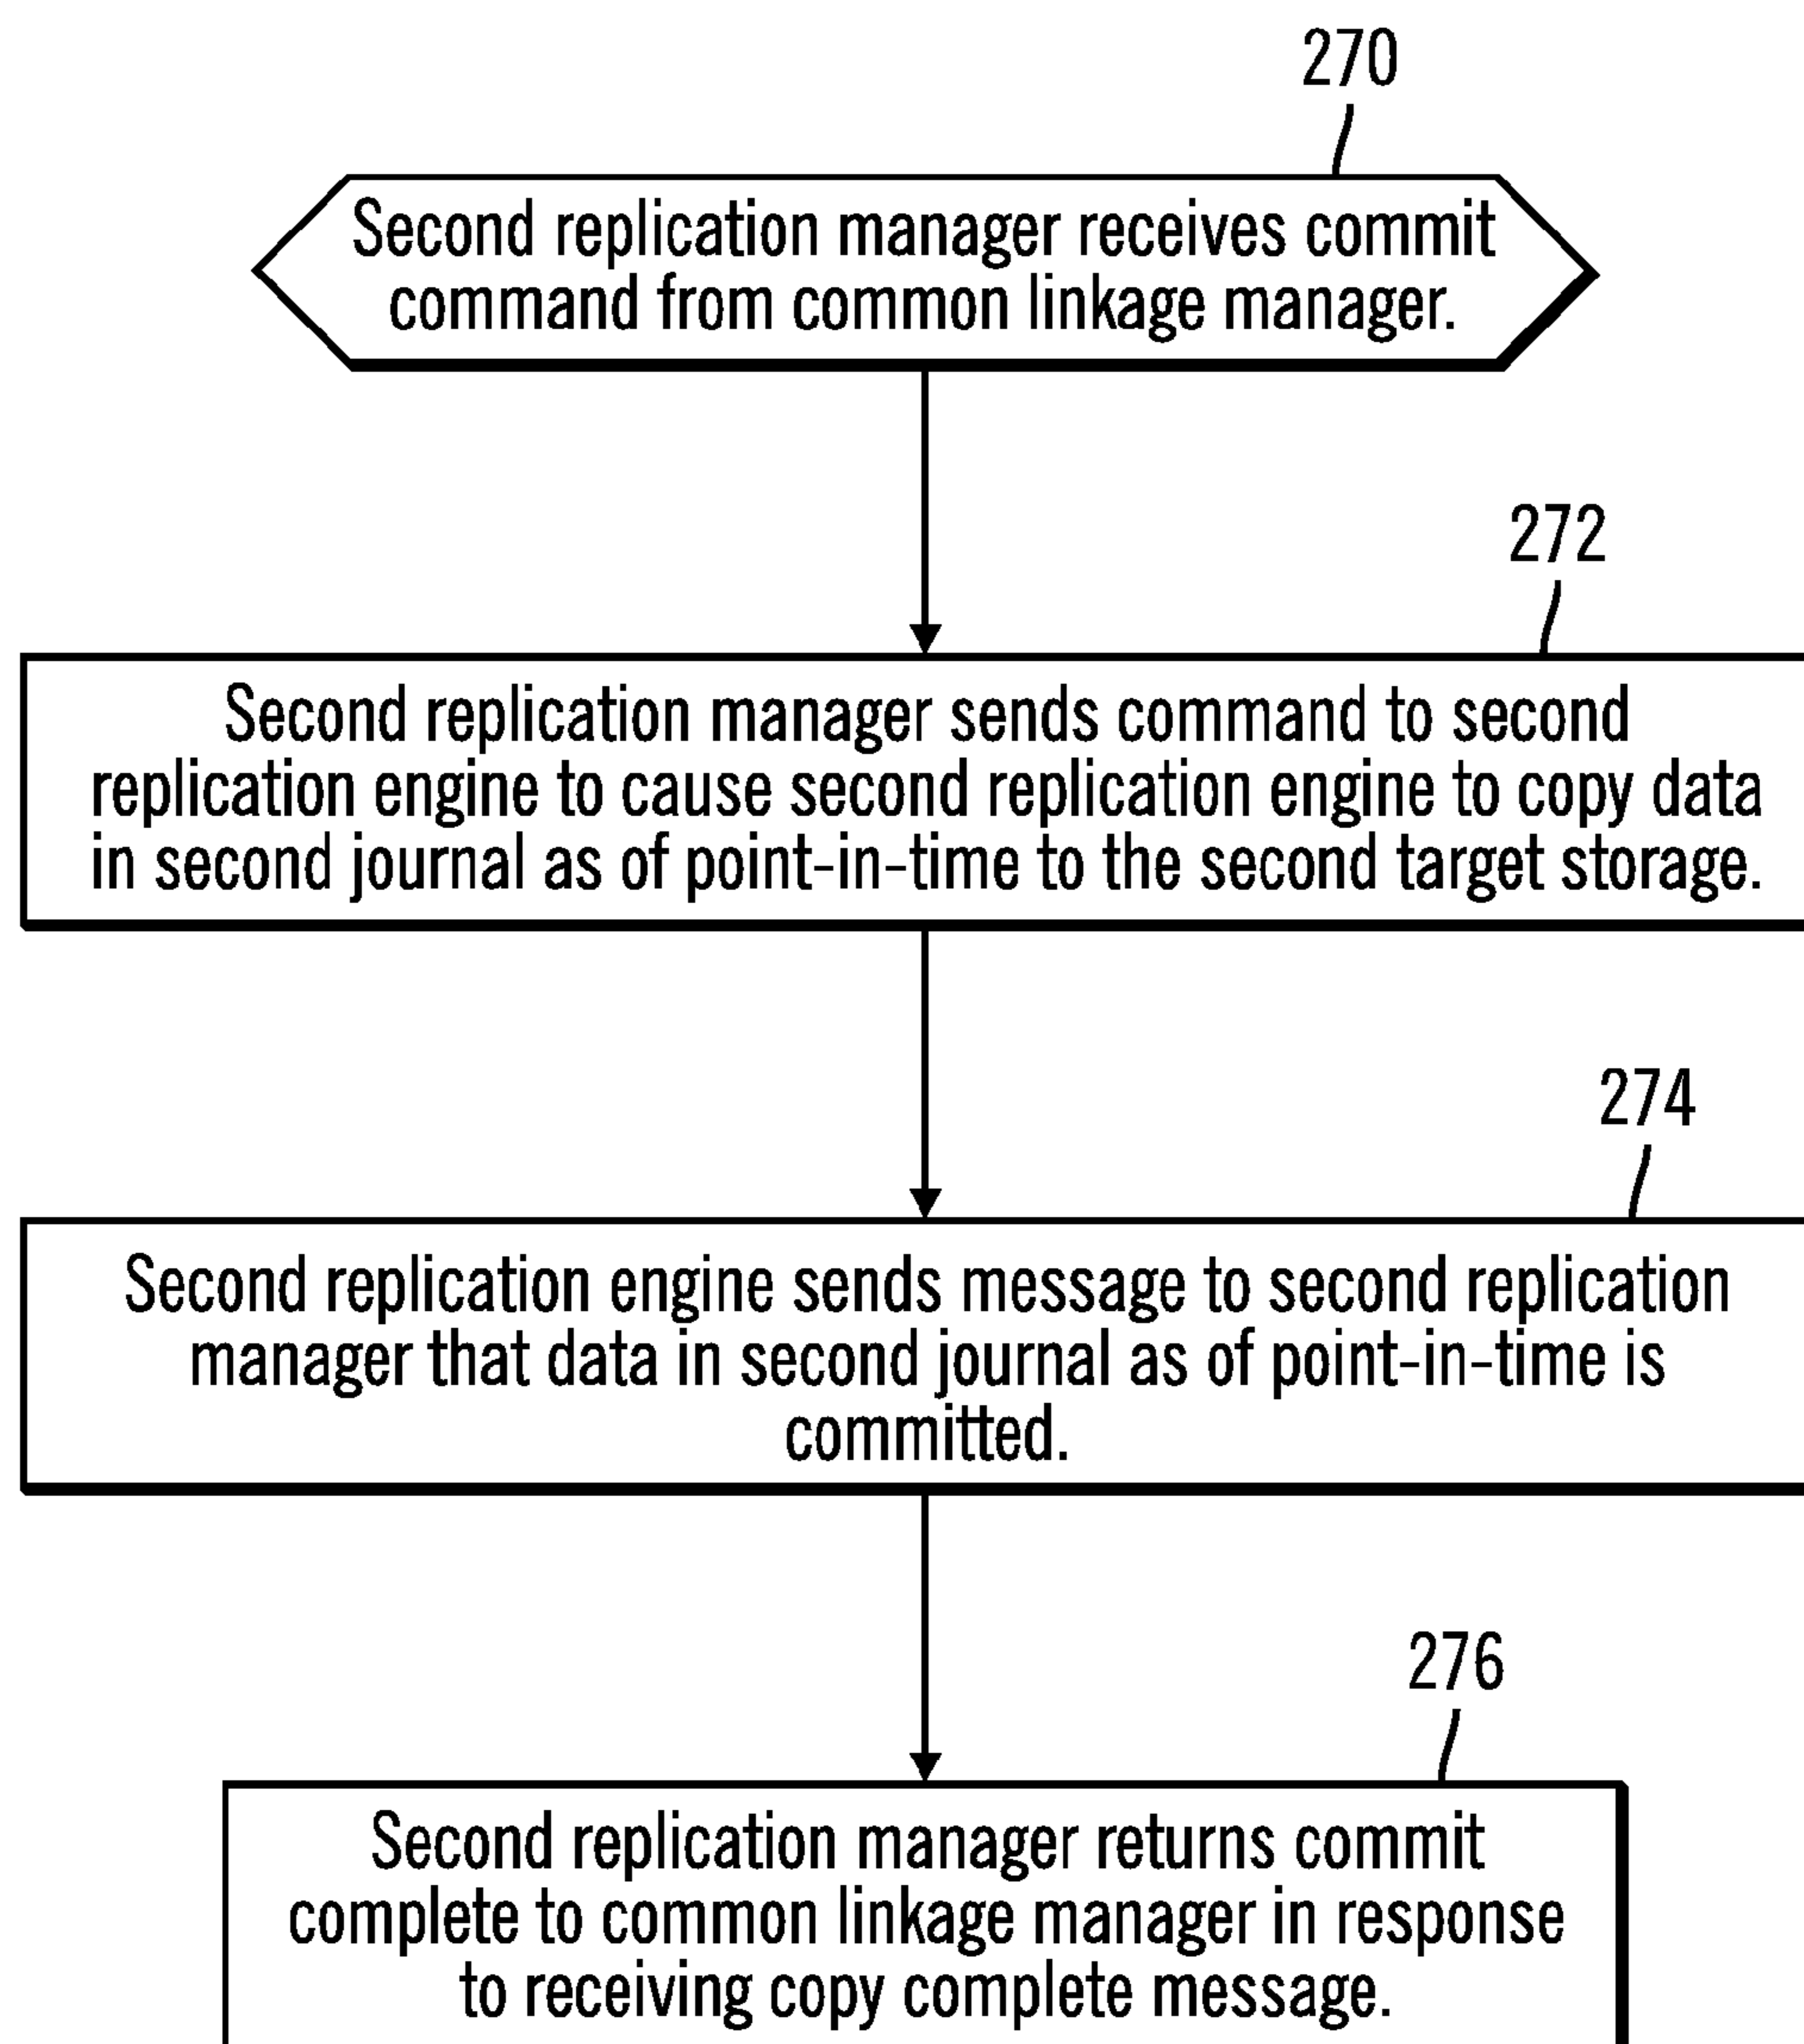 270
Second replication manager receives commit
command from common linkage manager.
272
Second replication manager sends command to second
replication engine to cause second replication engine to copy data
in second journal as of point-in-time to the second target storage.
274
Second replication engine sends message to second replication
manager that data in second journal as of point-in-time is
committed.
276
Second replication manager returns commit
complete to common linkage manager in response
to receiving copy complete message.